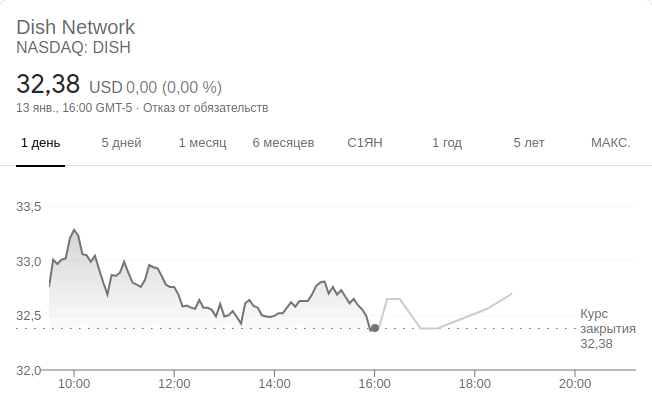 Dish Network
NASDAQ: DISH
32,38 USD 0,00 (0,00 %)
13 янв., 16:00 GMT-5 · Отказ от обязательств
1 день 5 дней 1 месяц 6 месяцев С1ЯН 1 год 5 лет МАКС.
33,5
33,0
32,5
Курс
закрытия
32,38
32,0
10:00 12:00 14:00 16:00 18:00 20:00